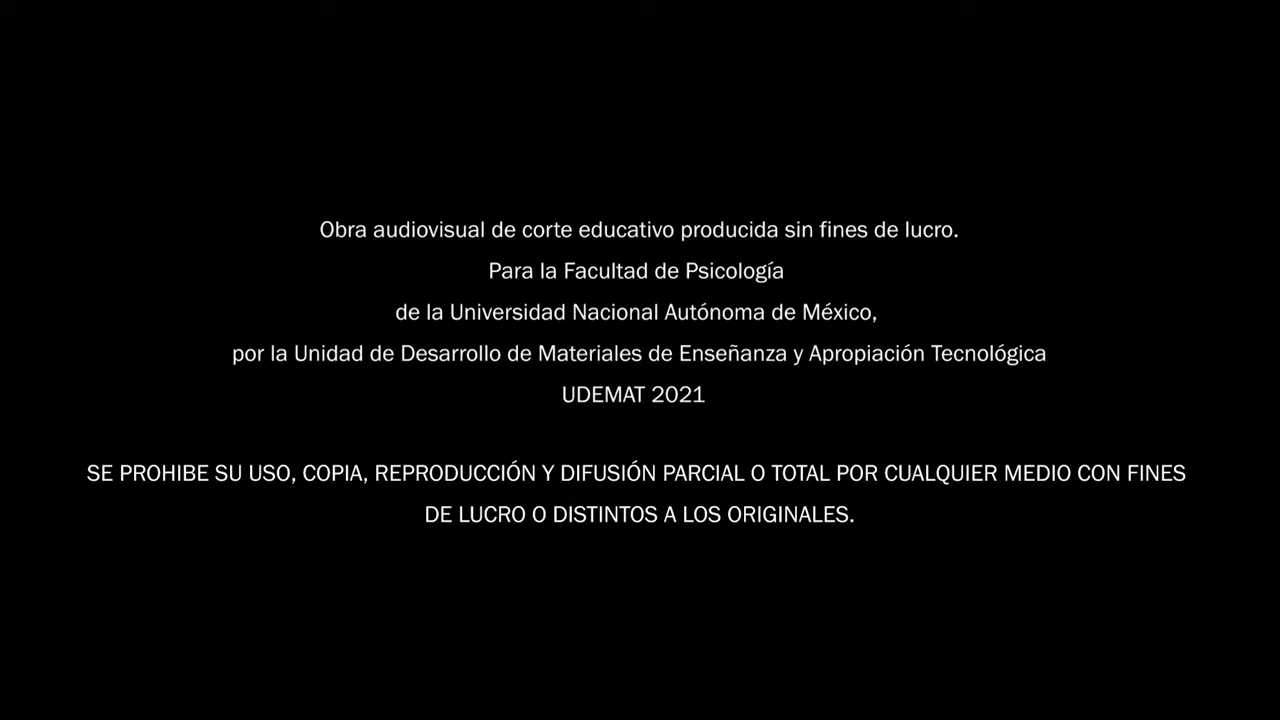 Obra audiovisual de corte educativo producida sin fines de lucro.
Para la Facultad de Psicología
de la Universidad Nacional Autónoma de México,
por la Unidad de Desarrollo de Materiales de Enseñanza y Apropiación Tecnológica
UDEMAT 2021
SE PROHIBE SU USO, COPIA, REPRODUCCIÓN Y DIFUSIÓN PARCIAL O TOTAL POR CUALQUIER MEDIO CON FINES
DE LUCRO O DISTINTOS A LOS ORIGINALES.